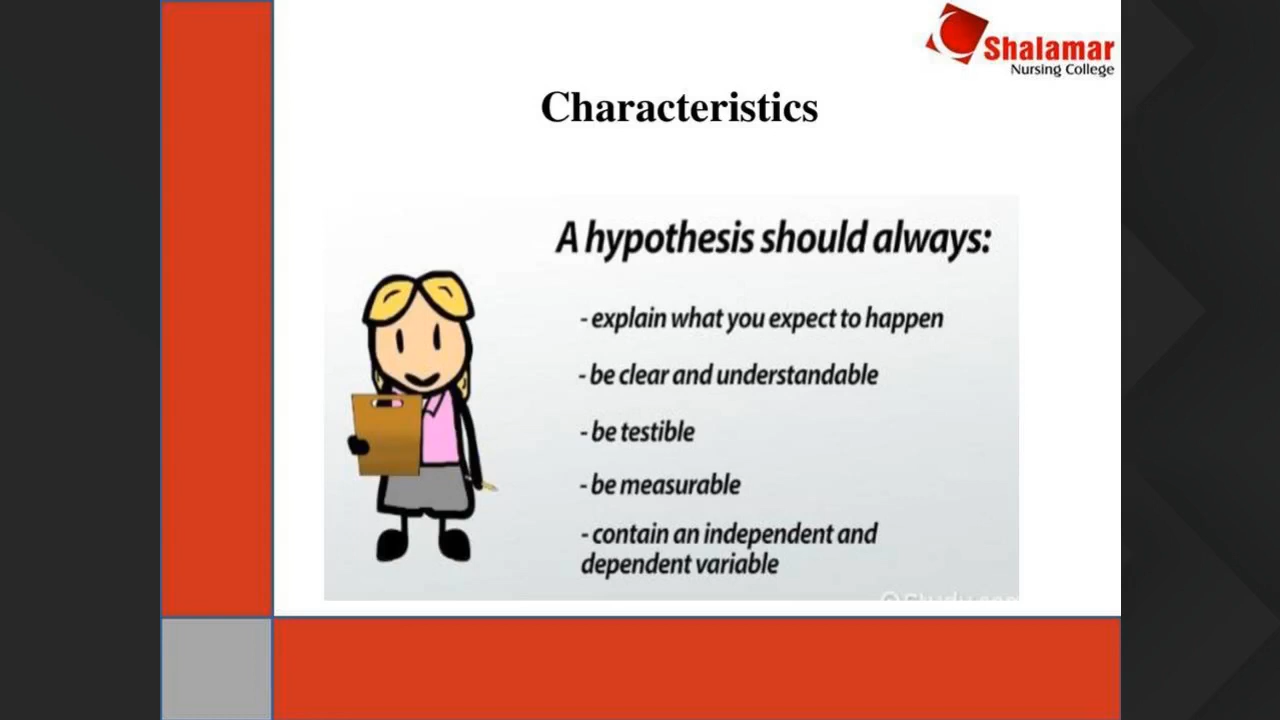 Shalamar
Nursing College
Characteristics
A hypothesis should always:
- explain what you expect to happen
- be clear and understandable
- be testible
- be measurable
- contain an independent and
dependent variable